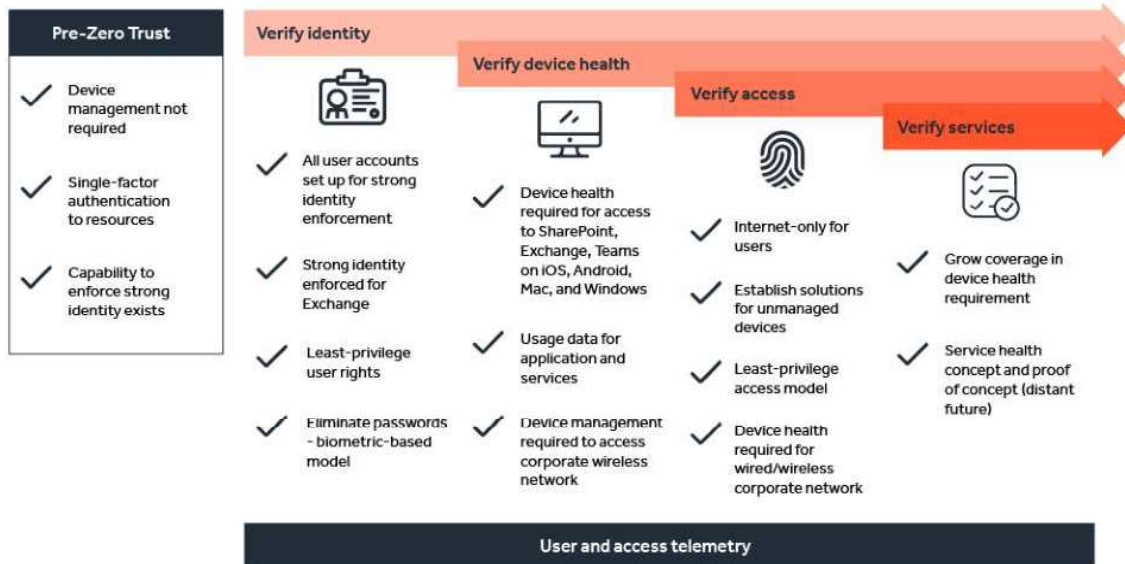 Pre-Zero Trust
Device
management not
required
Single-factor
authentication
to resources
Capability to
enforce strong
identity exists
Verify identity
All user accounts
set up for strong
identity
enforcement
Strong identity
enforced for
Exchange
Least-privilege
user rights
Eliminate passwords
- biometric-based
model
Verify device health
Device health
required for access
to SharePoint,
Exchange, Teams
on iOS, Android,
Mac, and Windows
Usage data for
application and
services
Device management
required to access
corporate wireless
network
Verify access
Internet-only for
users
Establish solutions
for unmanaged
devices
Least-privilege
access model
Device health
required for
wired/wireless
corporate network
Verify services
Grow coverage in
device health
requirement
Service health
concept and proof
of concept (distant
future)
User and access telemetry